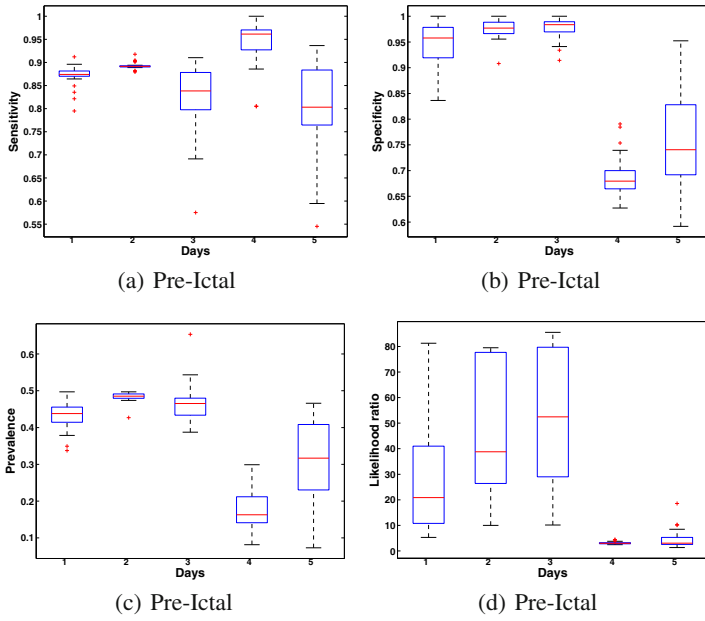 1
0.95
0.9
0.85
0.8
0.75
0.7
0.65
0.6
0.55
Sensitivity
1 2 3 4 5
Days
(a) Pre-Ictal
1
0.95
0.9
0.85
0.8
0.75
0.7
0.65
0.6
Specificity
1 2 3 4 5
Days
(b) Pre-Ictal
0.6
0.5
0.4
0.3
0.2
0.1
Prevalence
1 2 3 4 5
Days
(c) Pre-Ictal
80
70
60
50
40
30
20
10
0
Likelihood ratio
1 2 3 4 5
Days
(d) Pre-Ictal